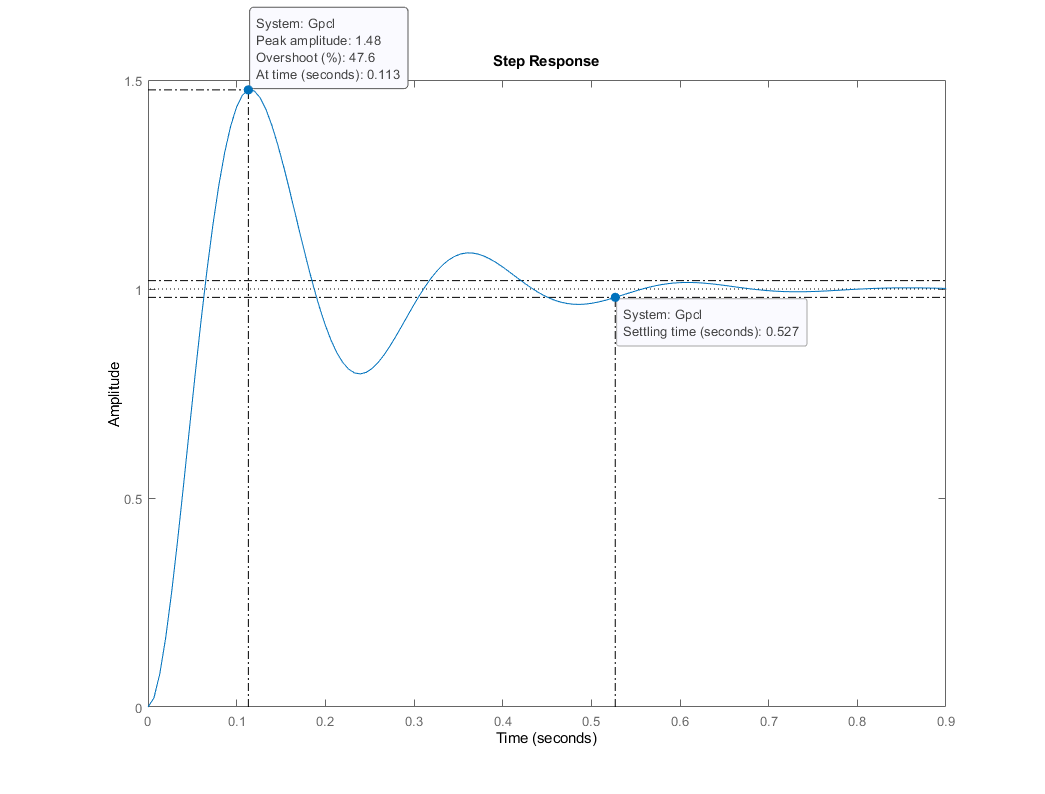 System: Gpcl
Peak amplitude: 1.48
Overshoot (%): 47.6
At time (seconds): 0.113
Step Response
1.5
1
0.5
0
Amplitude
System: Gpcl
Settling time (seconds): 0.527
0 0.1 0.2 0.3 0.4 0.5 0.6 0.7 0.8 0.9
Time (seconds)